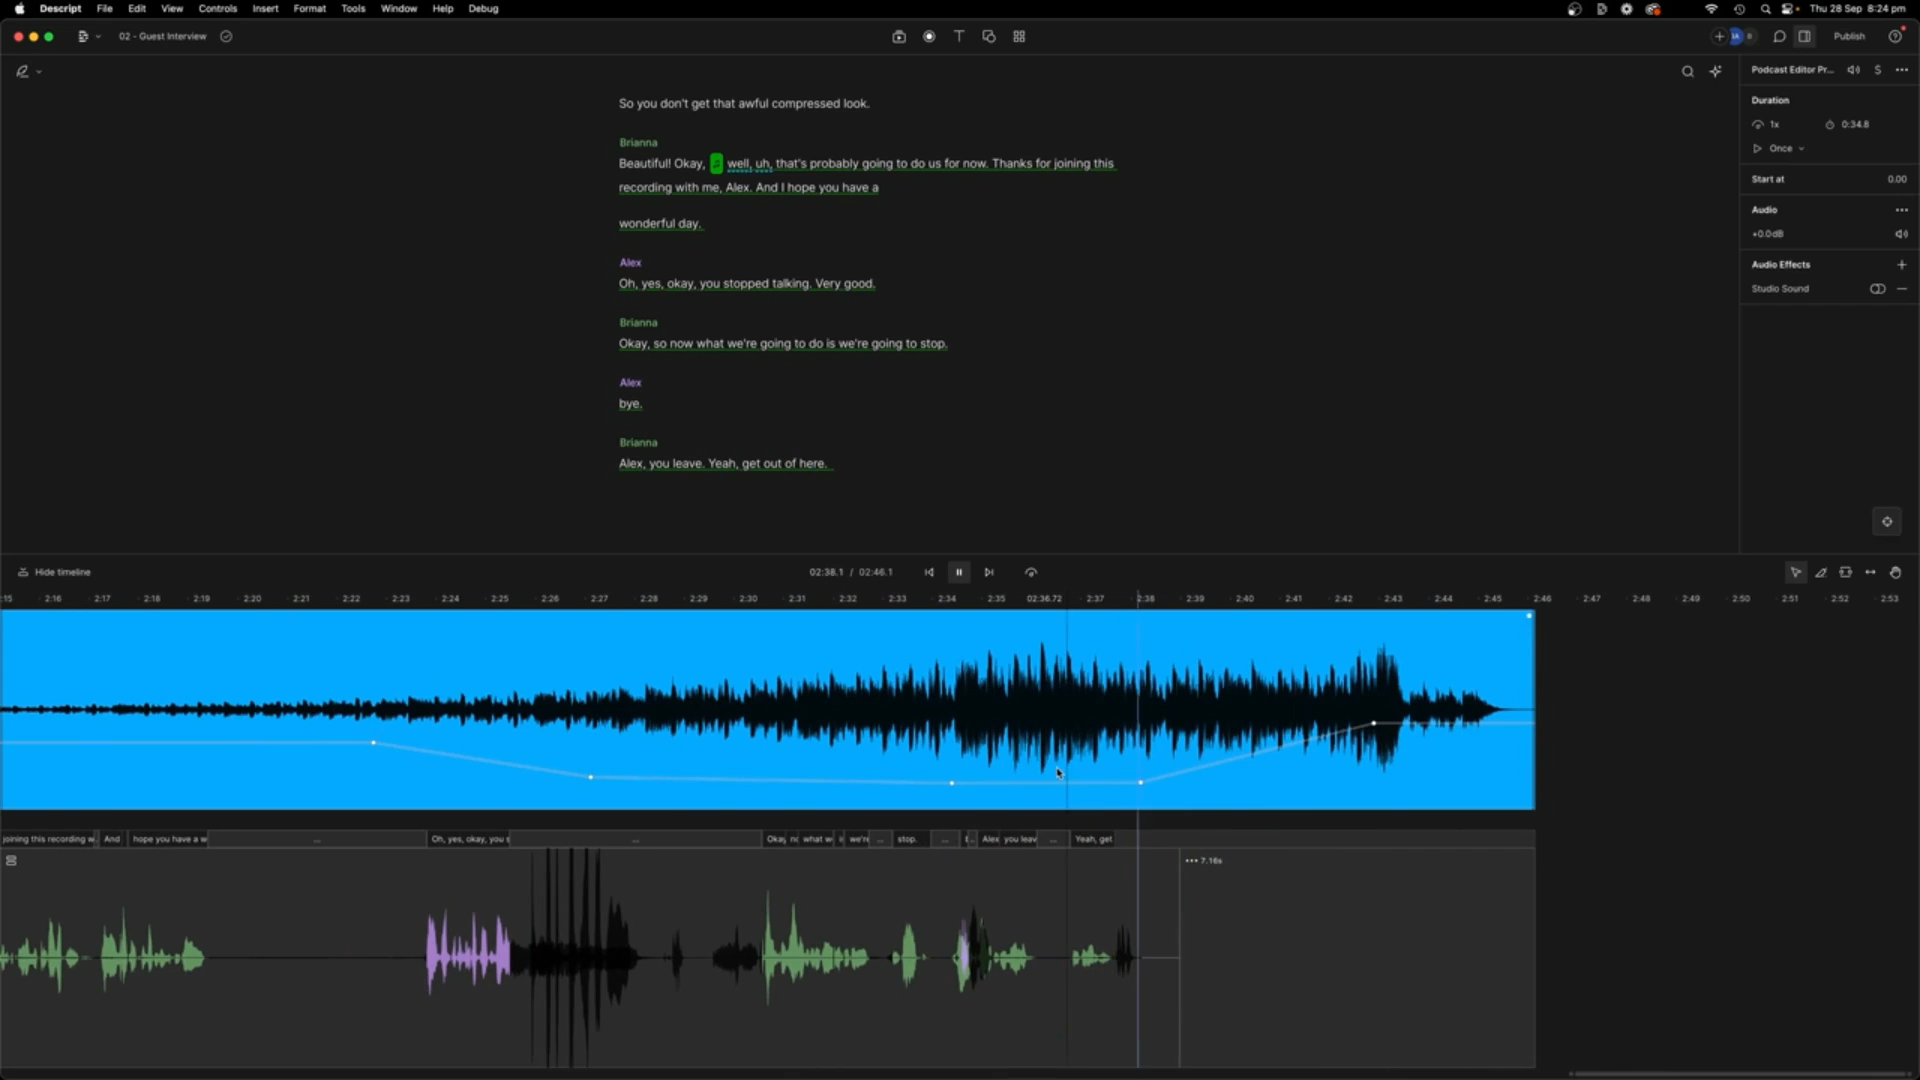 Descript File Edit View Controls Insert Format Tools Window Help Debug
Thu 28 Sep 8:24 pm
02 - Guest Interview
Publish
So you don't get that awful compressed look.
Brianna
Beautiful! Okay, well, uh, that's probably going to do us for now. Thanks for joining this
recording with me, Alex. And I hope you have a
wonderful day.
Alex
Oh, yes, okay, you stopped talking. Very good.
Brianna
Okay, so now what we're going to do is we're going to stop.
Alex
bye.
Brianna
Alex, you leave. Yeah, get out of here.
Podcast Editor Pr...
Duration
1x 0:34.8
Once
Start at 0.00
Audio
+0.0dB
Audio Effects
Studio Sound
Hide timeline
02:38.1 / 02:46.1
:15 2:16 2:17 2:18 2:19 2:20 2:21 2:22 2:23 2:24 2:25 2:26 2:27 2:28 2:29 2:30 2:31 2:32 2:33 2:34 2:35 02:36.72 2:37 2:38 2:39 2:40 2:41 2:42 2:43 2:44 2:45 2:46 2:47 2:48 2:49 2:50 2:51 2:52 2:53
joining this recording w And hope you have a w ... Oh, yes, okay, you s ... Okay what w we're ... stop. ... Alex you leav ... Yeah, get
... 7.16s